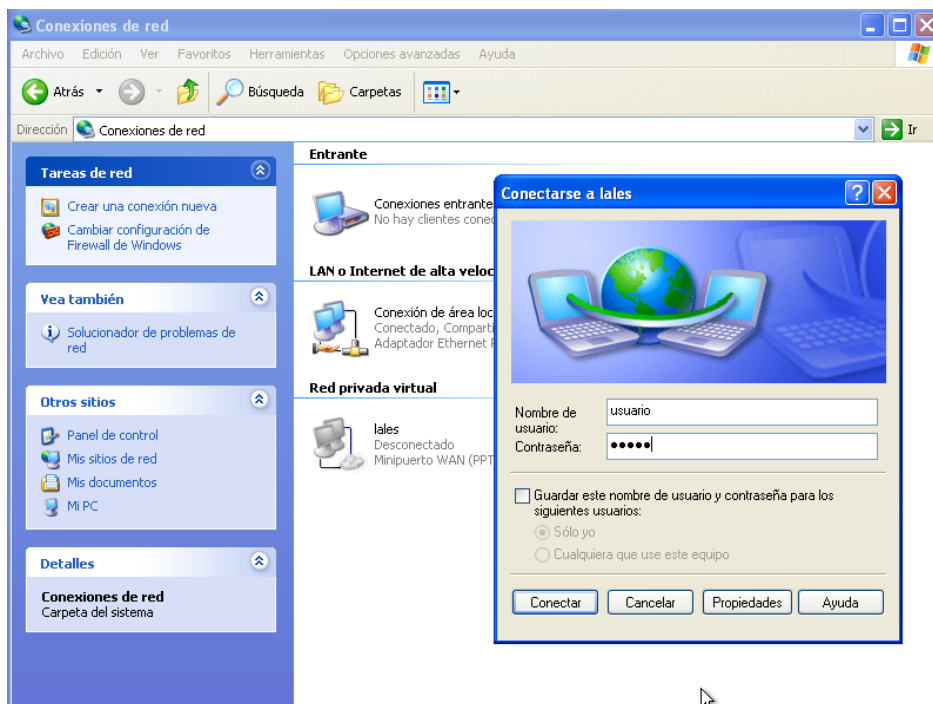 Conexiones de red
Archivo Edición Ver Favoritos Herramientas Opciones avanzadas Ayuda
Atrás Búsqueda Carpetas
Dirección Conexiones de red Ir
Tareas de red
Crear una conexión nueva
Cambiar configuración de
Firewall de Windows
Vea también
Solucionador de problemas de
red
Otros sitios
Panel de control
Mis sitios de red
Mis documentos
Mi PC
Detalles
Conexiones de red
Carpeta del sistema
Entrante
Conexiones entrante
No hay clientes cone
LAN o Internet de alta veloc
Conexión de área loc
Conectado, Comparti
Adaptador Ethernet
Red privada virtual
lales
Desconectado
Minipuerto WAN (PPT
Conectarse a lales
Nombre de
usuario:
usuario
Contraseña: •••••
Guardar este nombre de usuario y contraseña para los
siguientes usuarios:
Sólo yo
Cualquiera que use este equipo
Conectar Cancelar Propiedades Ayuda